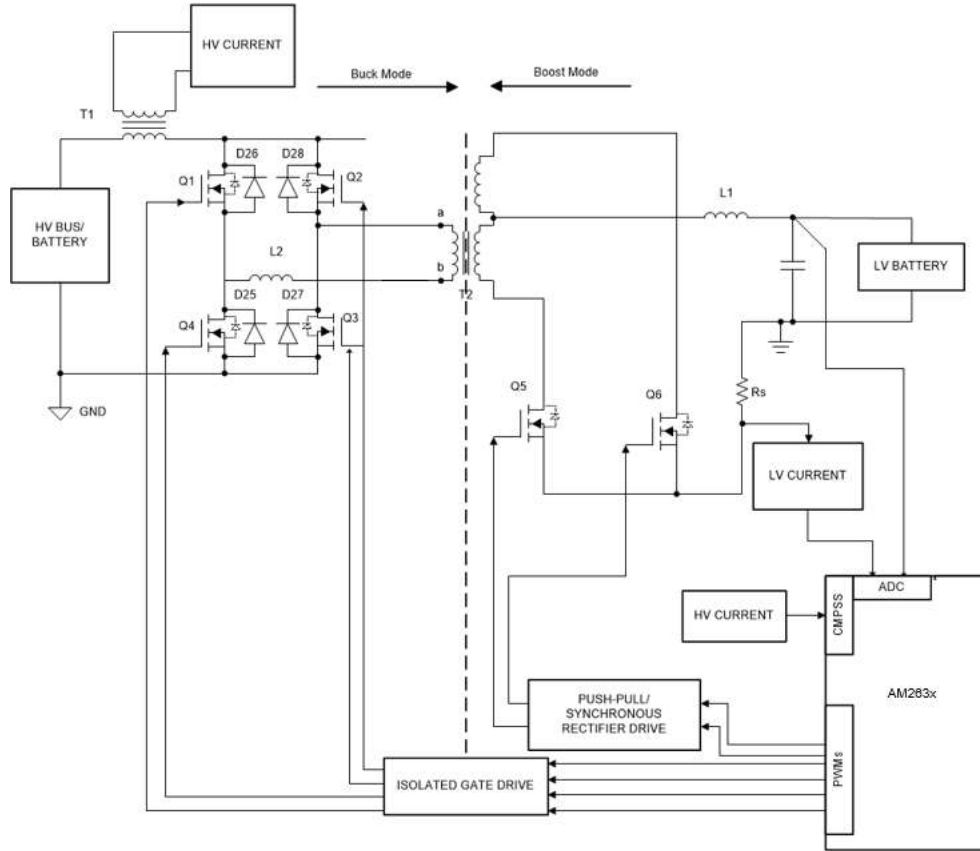 HV CURRENT
Buck Mode
Boost Mode
T1
D26
D28
Q1
Q2
L1
HV BUS/
BATTERY
a
L2
b
LV BATTERY
T2
D25
D27
Q4
Q3
GND
Q5
Q6
Rs
LV CURRENT
ADC
HV CURRENT
CMPSS
AM263x
PUSH-PULL/
SYNCHRONOUS
RECTIFIER DRIVE
PWMs
ISOLATED GATE DRIVE